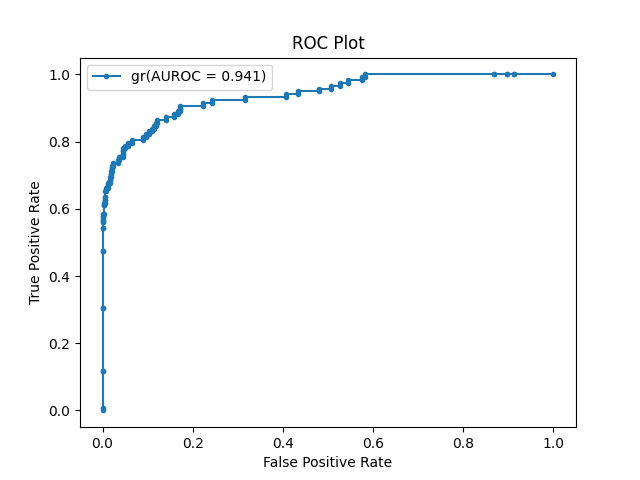 ROC Plot
gr(AUROC = 0.941)
True Positive Rate
1.0
0.8
0.6
0.4
0.2
0.0
0.0 0.2 0.4 0.6 0.8 1.0
False Positive Rate